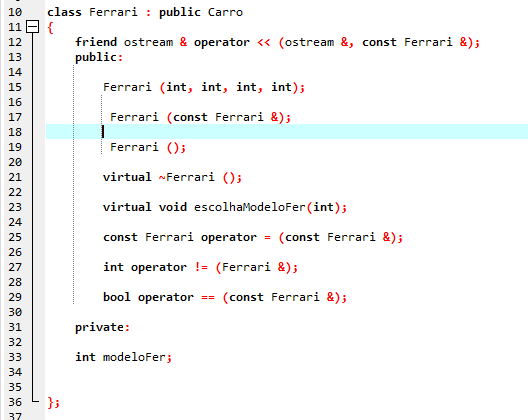 10 class Ferrari : public Carro
11 {
12 friend ostream & operator << (ostream &, const Ferrari &);
13 public:
14
15 Ferrari (int, int, int, int);
16
17 Ferrari (const Ferrari &);
18
19 Ferrari ();
20
21 virtual ~Ferrari ();
22
23 virtual void escolhaModeloFer(int);
24
25 const Ferrari operator = (const Ferrari &);
26
27 int operator != (Ferrari &);
28
29 bool operator == (const Ferrari &);
30
31 private:
32
33 int modeloFer;
34
35
36 };
37